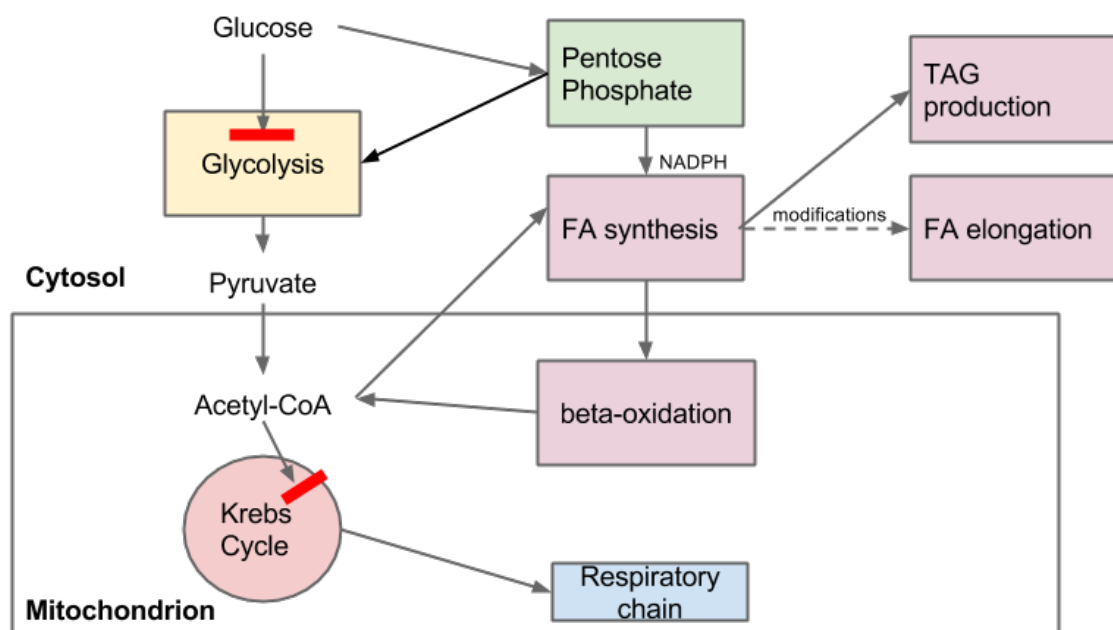 Glucose
Pentose
Phosphate
TAG
production
Glycolysis
NADPH
FA synthesis
modifications
FA elongation
Cytosol
Pyruvate
Acetyl-CoA
beta-oxidation
Krebs
Cycle
Respiratory
chain
Mitochondrion